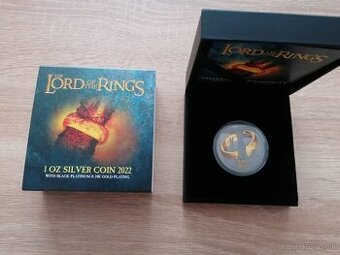 THE
LORD OF THE RINGS
1 OZ SILVER COIN 2022
WITH BLACK PLATINUM & 24K GOLD PLATING
THE
LORD OF THE RINGS